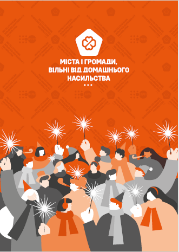 МІСТА І ГРОМАДИ,
ВІЛЬНІ ВІД ДОМАШНЬОГО
НАСИЛЬСТВА